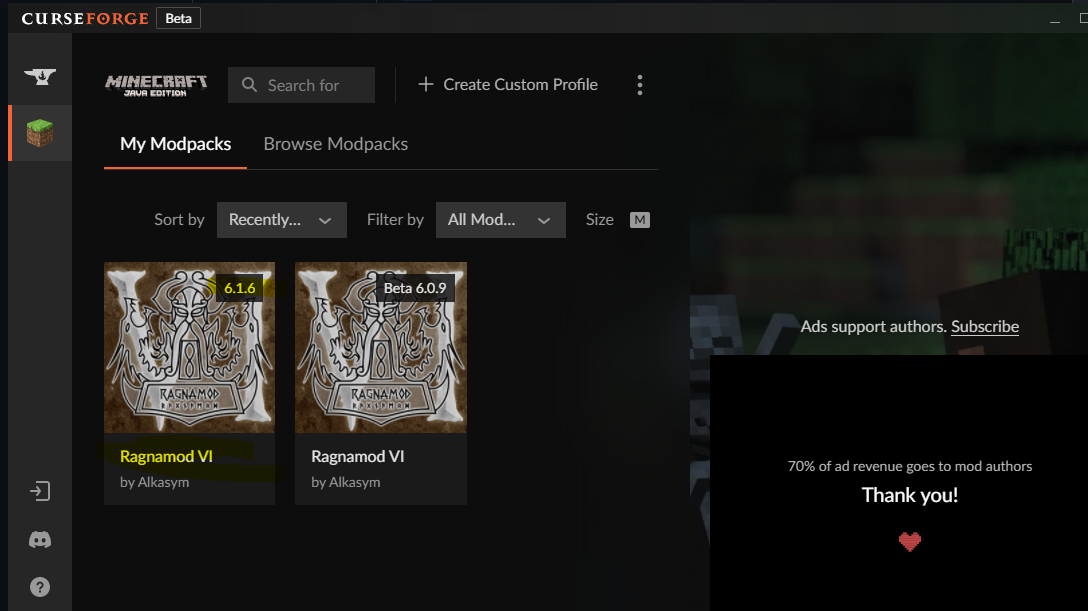 CURSEFORGE Beta
MINECRAFT
JAVA EDITION
Search for
Create Custom Profile
My Modpacks Browse Modpacks
Sort by Recently... Filter by All Mod... Size M
6.1.6
Beta 6.0.9
RAGNAMOD
RAGNAMOD
Ragnamod VI
by Alkasym
Ragnamod VI
by Alkasym
Ads support authors. Subscribe
70% of ad revenue goes to mod authors
Thank you!
?